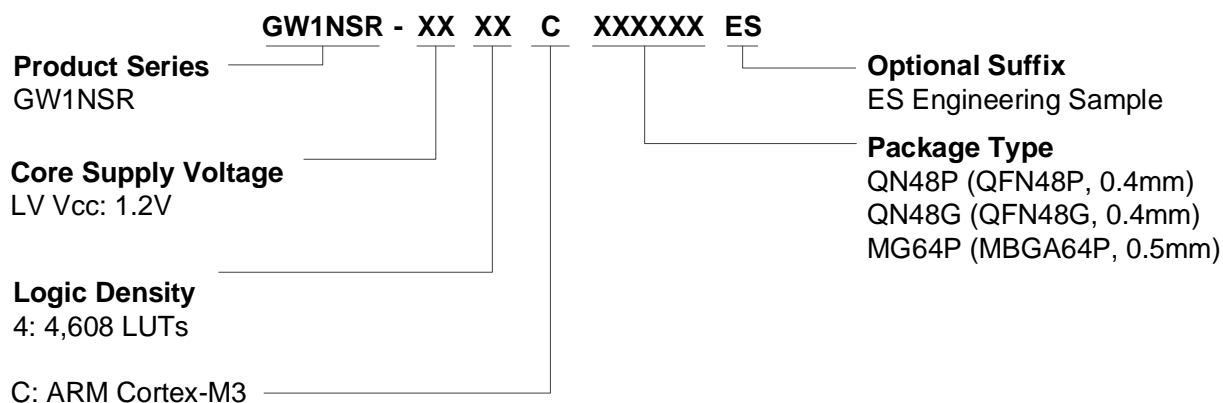 GW1NSR - XX XX C XXXXXX ES
Product Series
GW1NSR
Core Supply Voltage
LV Vcc: 1.2V
Logic Density
4: 4,608 LUTs
C: ARM Cortex-M3
Optional Suffix
ES Engineering Sample
Package Type
QN48P (QFN48P, 0.4mm)
QN48G (QFN48G, 0.4mm)
MG64P (MBGA64P, 0.5mm)